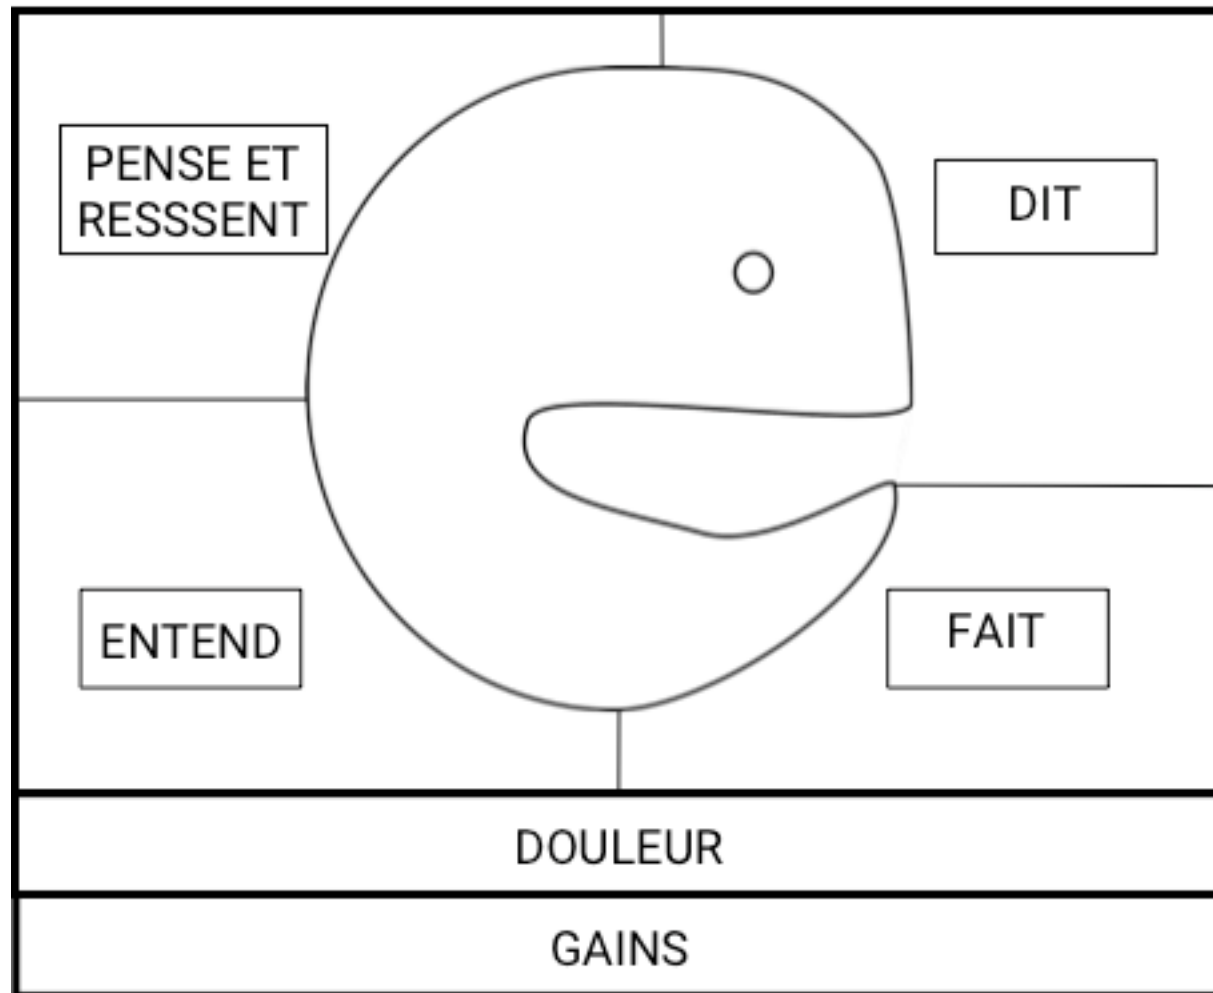 PENSE ET
RESSSENT
DIT
ENTEND
FAIT
DOULEUR
GAINS